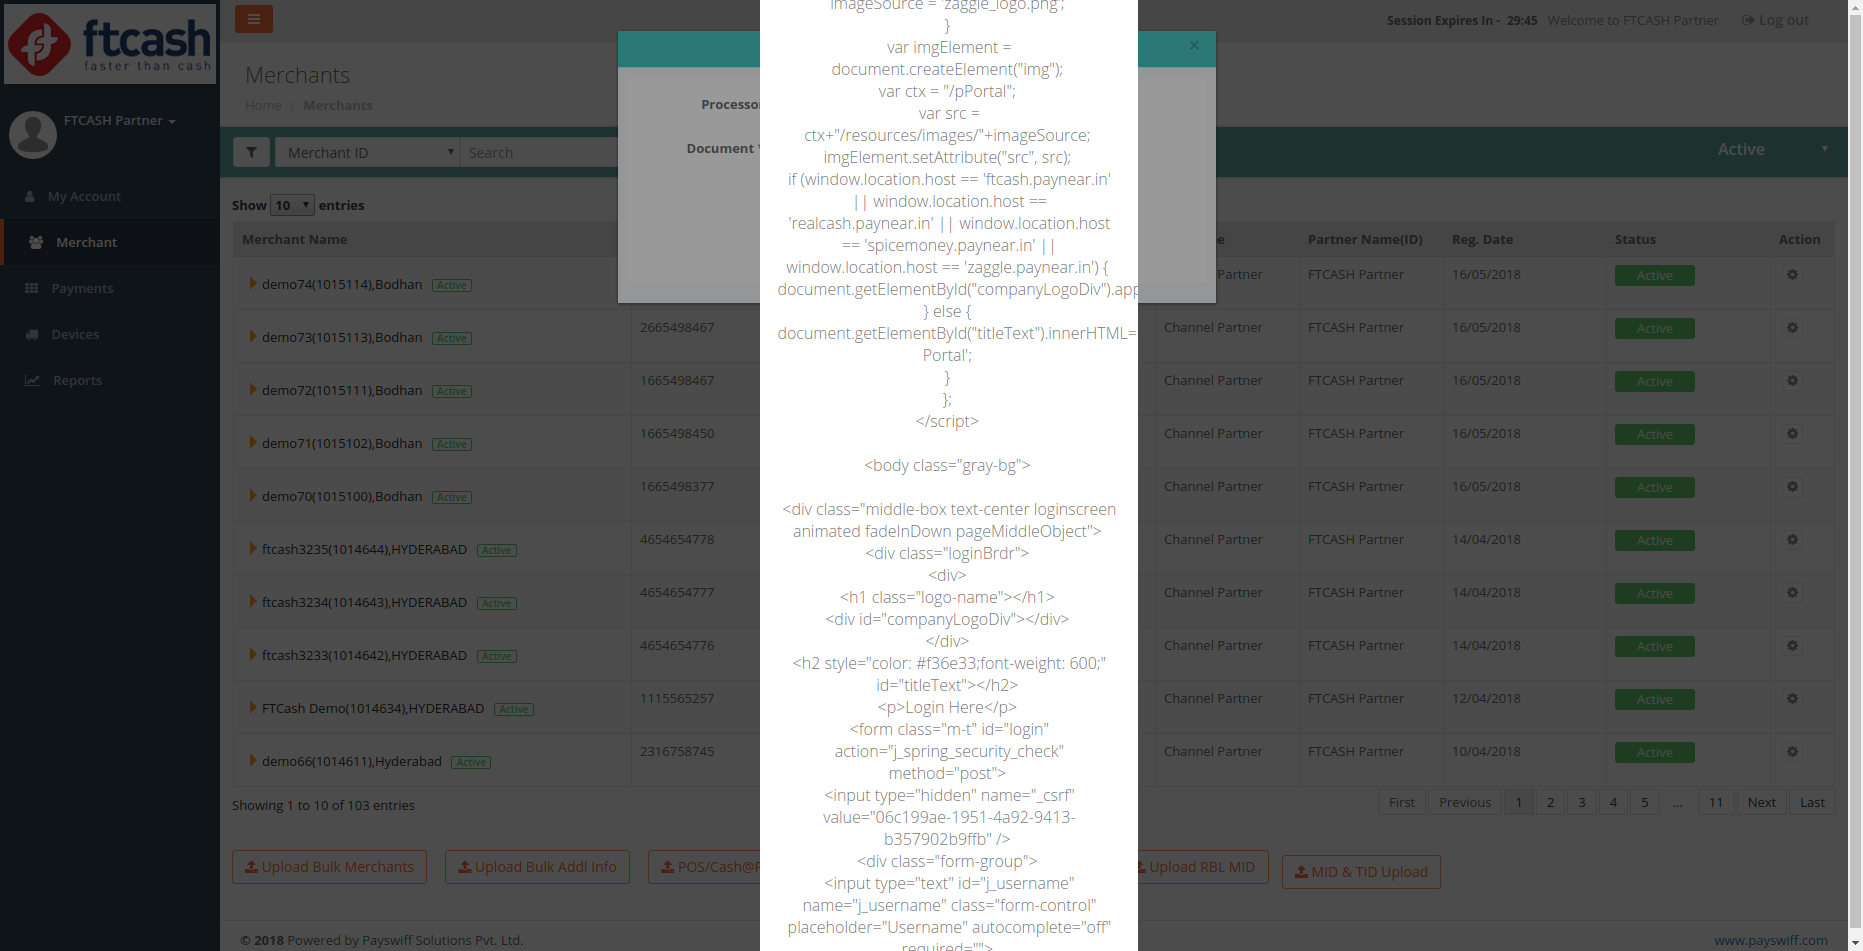 ftcash
faster than cash
FTCASH Partner
My Account
Merchant
Payments
Devices
Reports
Session Expires In - 29:45 Welcome to FTCASH Partner Log out
Merchants
Home / Merchants
Merchant ID
Search
Active
Show 10 entries
×
Processor
Document *
imageSource = 'zaggle_logo.png';
}
var imgElement =
document.createElement("img");
var ctx = "/pPortal";
var src =
ctx+"/resources/images/"+imageSource;
imgElement.setAttribute("src", src);
if (window.location.host == 'ftcash.paynear.in'
|| window.location.host ==
'realcash.paynear.in' || window.location.host
== 'spicemoney.paynear.in' ||
window.location.host == 'zaggle.paynear.in') {
document.getElementById("companyLogoDiv").app
} else {
document.getElementById("titleText").innerHTML=
Portal';
}
};
</script>
<body class="gray-bg">
<div class="middle-box text-center loginscreen
animated fadeInDown pageMiddleObject">
<div class="loginBrdr">
<div>
<h1 class="logo-name"></h1>
<div id="companyLogoDiv"></div>
</div>
<h2 style="color: #f36e33;font-weight: 600;"
id="titleText"></h2>
<p>Login Here</p>
<form class="m-t" id="login"
action="j_spring_security_check"
method="post">
<input type="hidden" name="_csrf"
value="06c199ae-1951-4a92-9413-
b357902b9ffb" />
<div class="form-group">
<input type="text" id="j_username"
name="j_username" class="form-control"
placeholder="Username" autocomplete="off"
required="">
Merchant Name Partner Name(ID) Reg. Date Status Action
demo74(1015114),Bodhan Active Partner FTCASH Partner 16/05/2018 Active
demo73(1015113),Bodhan Active 2665498467 Channel Partner FTCASH Partner 16/05/2018 Active
demo72(1015111),Bodhan Active 1665498467 Channel Partner FTCASH Partner 16/05/2018 Active
demo71(1015102),Bodhan Active 1665498450 Channel Partner FTCASH Partner 16/05/2018 Active
demo70(1015100),Bodhan Active 1665498377 Channel Partner FTCASH Partner 16/05/2018 Active
ftcash3235(1014644),HYDERABAD Active 4654654778 Channel Partner FTCASH Partner 14/04/2018 Active
ftcash3234(1014643),HYDERABAD Active 4654654777 Channel Partner FTCASH Partner 14/04/2018 Active
ftcash3233(1014642),HYDERABAD Active 4654654776 Channel Partner FTCASH Partner 14/04/2018 Active
FTCash Demo(1014634),HYDERABAD Active 1115565257 Channel Partner FTCASH Partner 12/04/2018 Active
demo66(1014611),Hyderabad Active 2316758745 Channel Partner FTCASH Partner 10/04/2018 Active
Showing 1 to 10 of 103 entries
First Previous 1 2 3 4 5 ... 11 Next Last
Upload Bulk Merchants Upload Bulk Addl Info POS/Cash@P Upload RBL MID MID & TID Upload
© 2018 Powered by Payswiff Solutions Pvt. Ltd.
www.payswiff.com